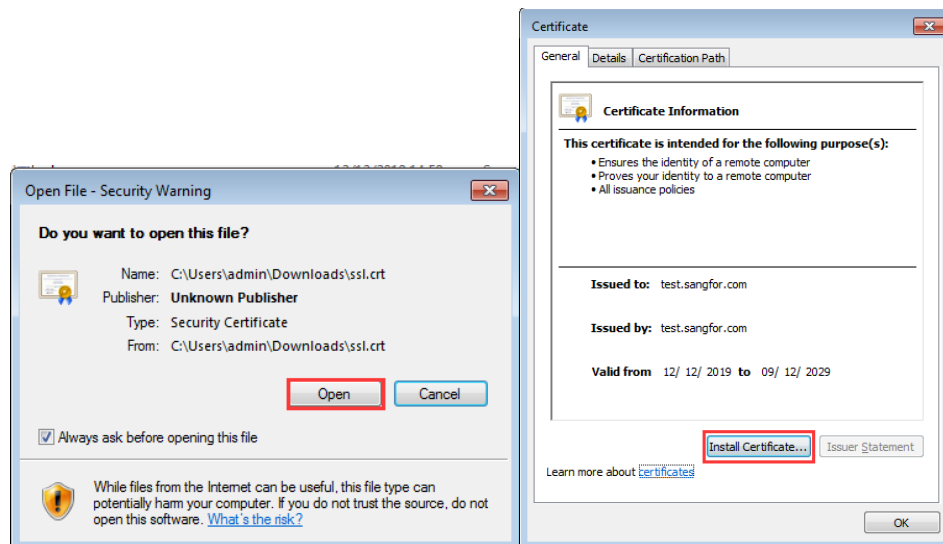 Open File - Security Warning
Do you want to open this file?
Name: C:\Users\admin\Downloads\ssl.crt
Publisher: Unknown Publisher
Type: Security Certificate
From: C:\Users\admin\Downloads\ssl.crt
Open Cancel
Always ask before opening this file
While files from the Internet can be useful, this file type can
potentially harm your computer. If you do not trust the source, do not
open this software. What's the risk?
Certificate
General Details Certification Path
Certificate Information
This certificate is intended for the following purpose(s):
• Ensures the identity of a remote computer
• Proves your identity to a remote computer
• All issuance policies
Issued to: test.sangfor.com
Issued by: test.sangfor.com
Valid from 12/ 12/ 2019 to 09/ 12/ 2029
Install Certificate... Issuer Statement
Learn more about certificates
OK